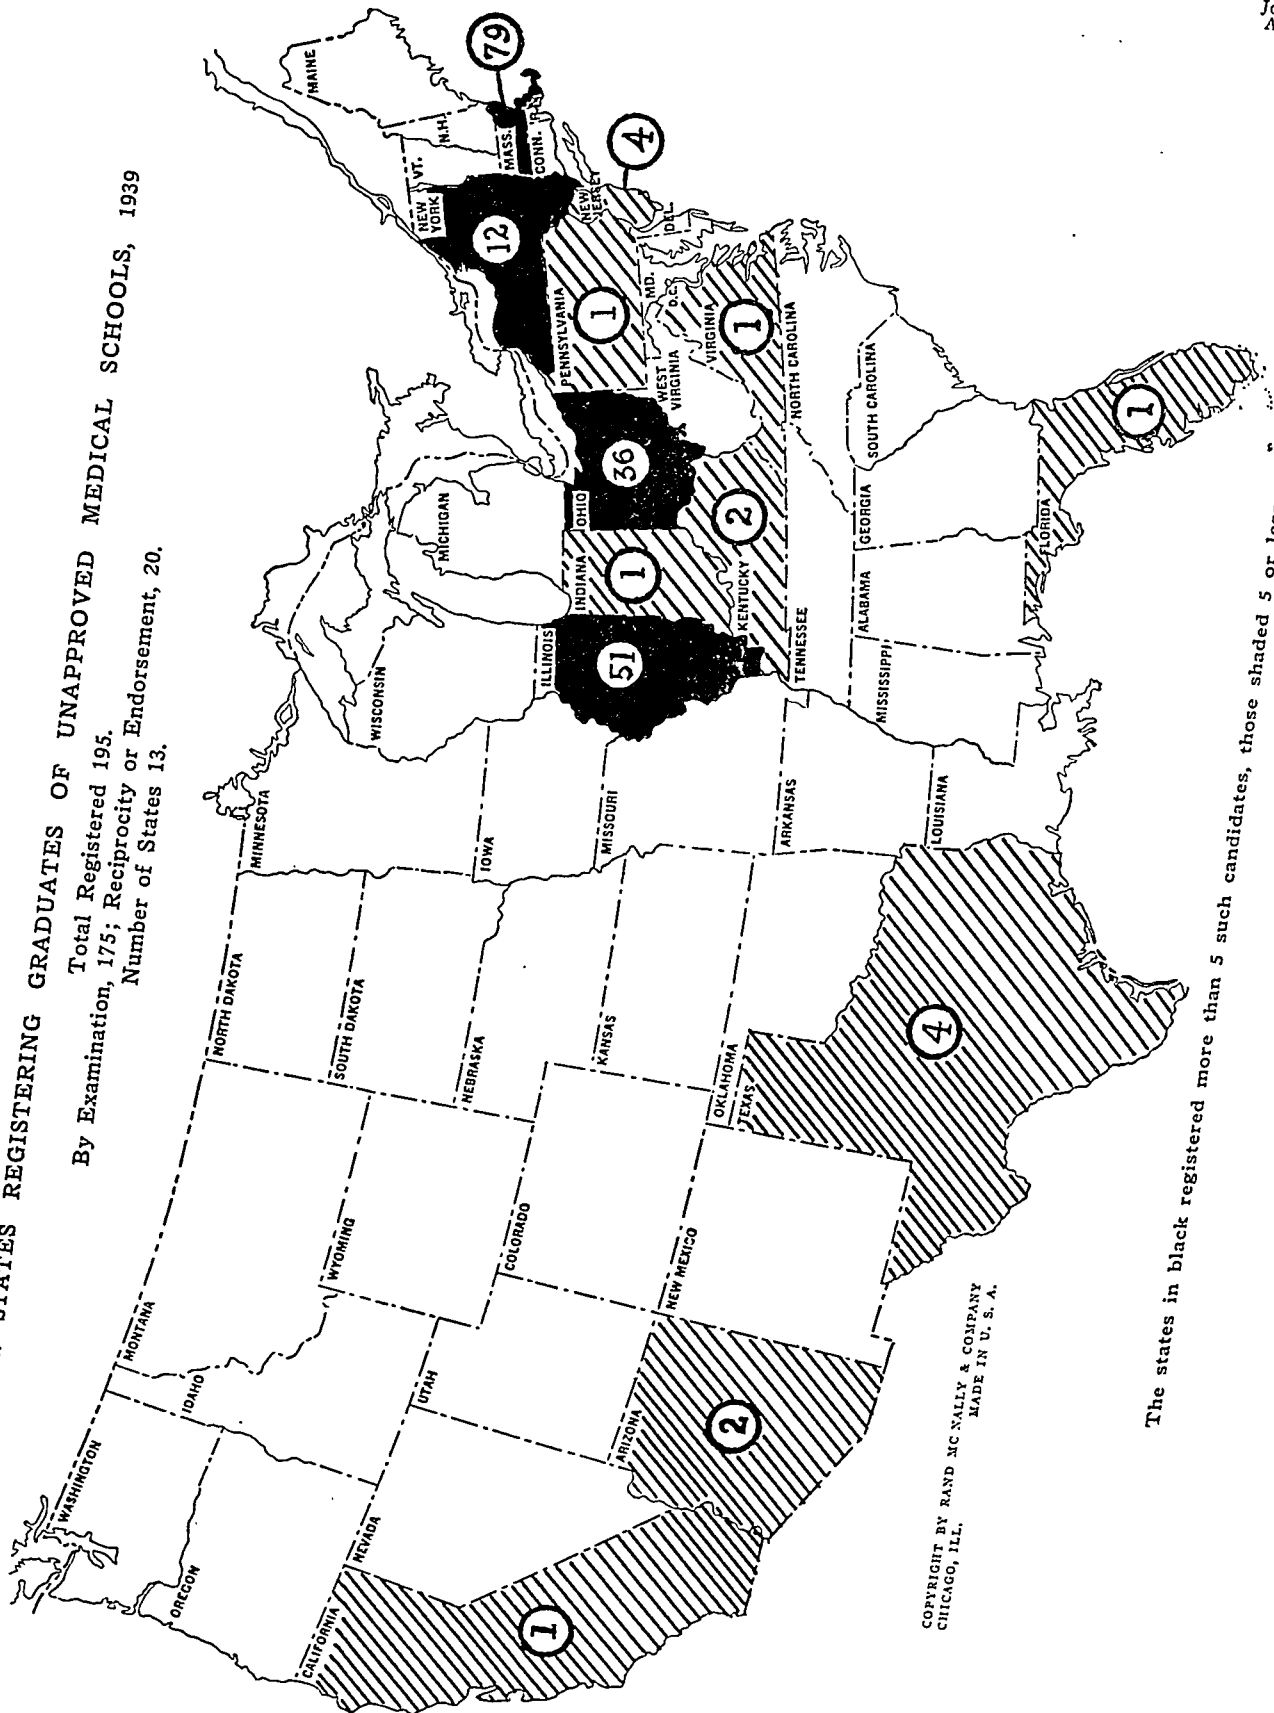 STATES REGISTERING GRADUATES OF UNAPPROVED MEDICAL SCHOOLS, 1939
Total Registered 195.
By Examination, 175; Reciprocity or Endorsement, 20.
Number of States 13.
WASHINGTON
OREGON
CALIFORNIA
1
NEVADA
IDAHO
MONTANA
WYOMING
UTAH
COLORADO
ARIZONA
2
NEW MEXICO
NORTH DAKOTA
SOUTH DAKOTA
NEBRASKA
KANSAS
OKLAHOMA
TEXAS
4
MINNESOTA
IOWA
MISSOURI
ARKANSAS
LOUISIANA
WISCONSIN
ILLINOIS
51
MICHIGAN
INDIANA
1
OHIO
36
KENTUCKY
2
TENNESSEE
MISSISSIPPI
ALABAMA
GEORGIA
FLORIDA
1
SOUTH CAROLINA
NORTH CAROLINA
VIRGINIA
1
WEST
VIRGINIA
D.C.
MD.
DEL.
PENNSYLVANIA
1
NEW
JERSEY
4
NEW
YORK
12
VT.
N.H.
MAINE
MASS.
79
CONN.
COPYRIGHT BY RAND MC NALLY & COMPANY
CHICAGO, ILL.
MADE IN U. S. A.
The states in black registered more than 5 such candidates, those shaded 5 or